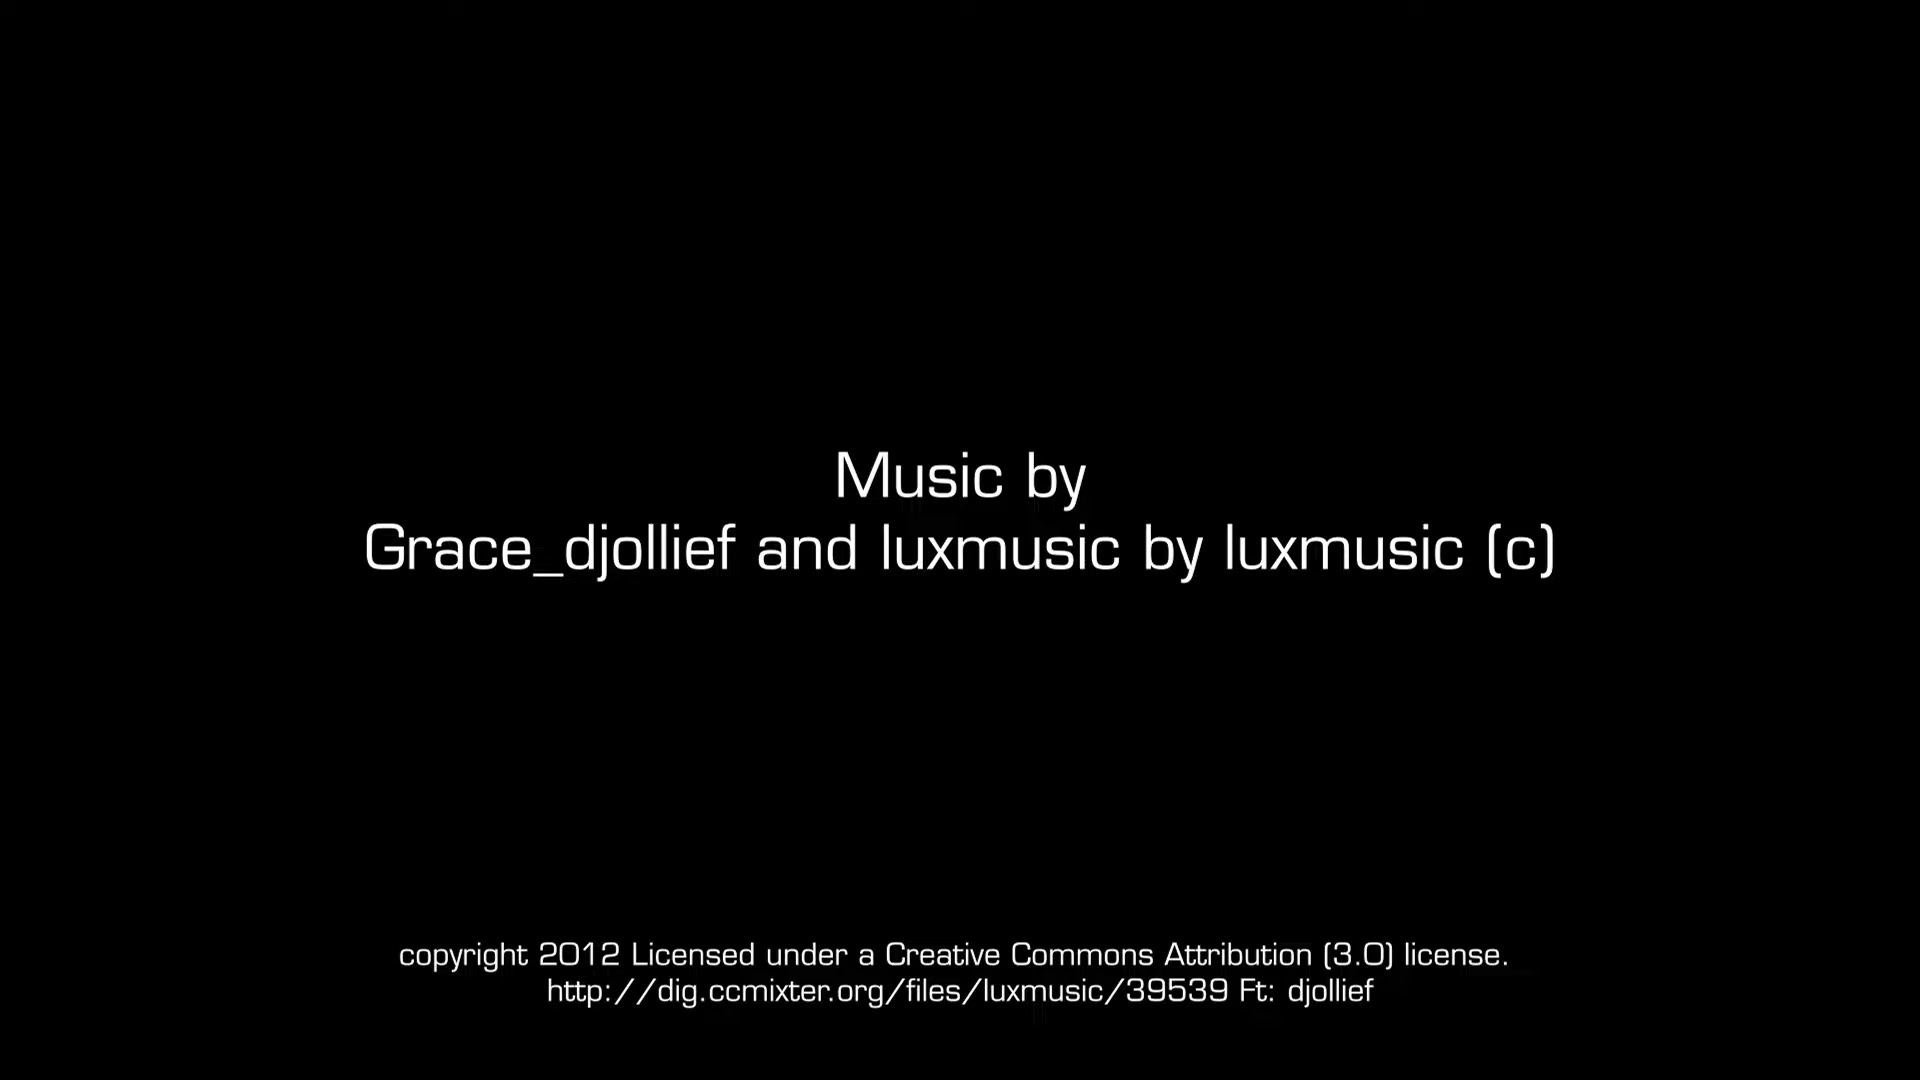 Music by
Grace_djollief and luxmusic by luxmusic (c)
copyright 2012 Licensed under a Creative Commons Attribution (3.0) license.
http://dig.ccmixter.org/files/luxmusic/39539 Ft: djollief